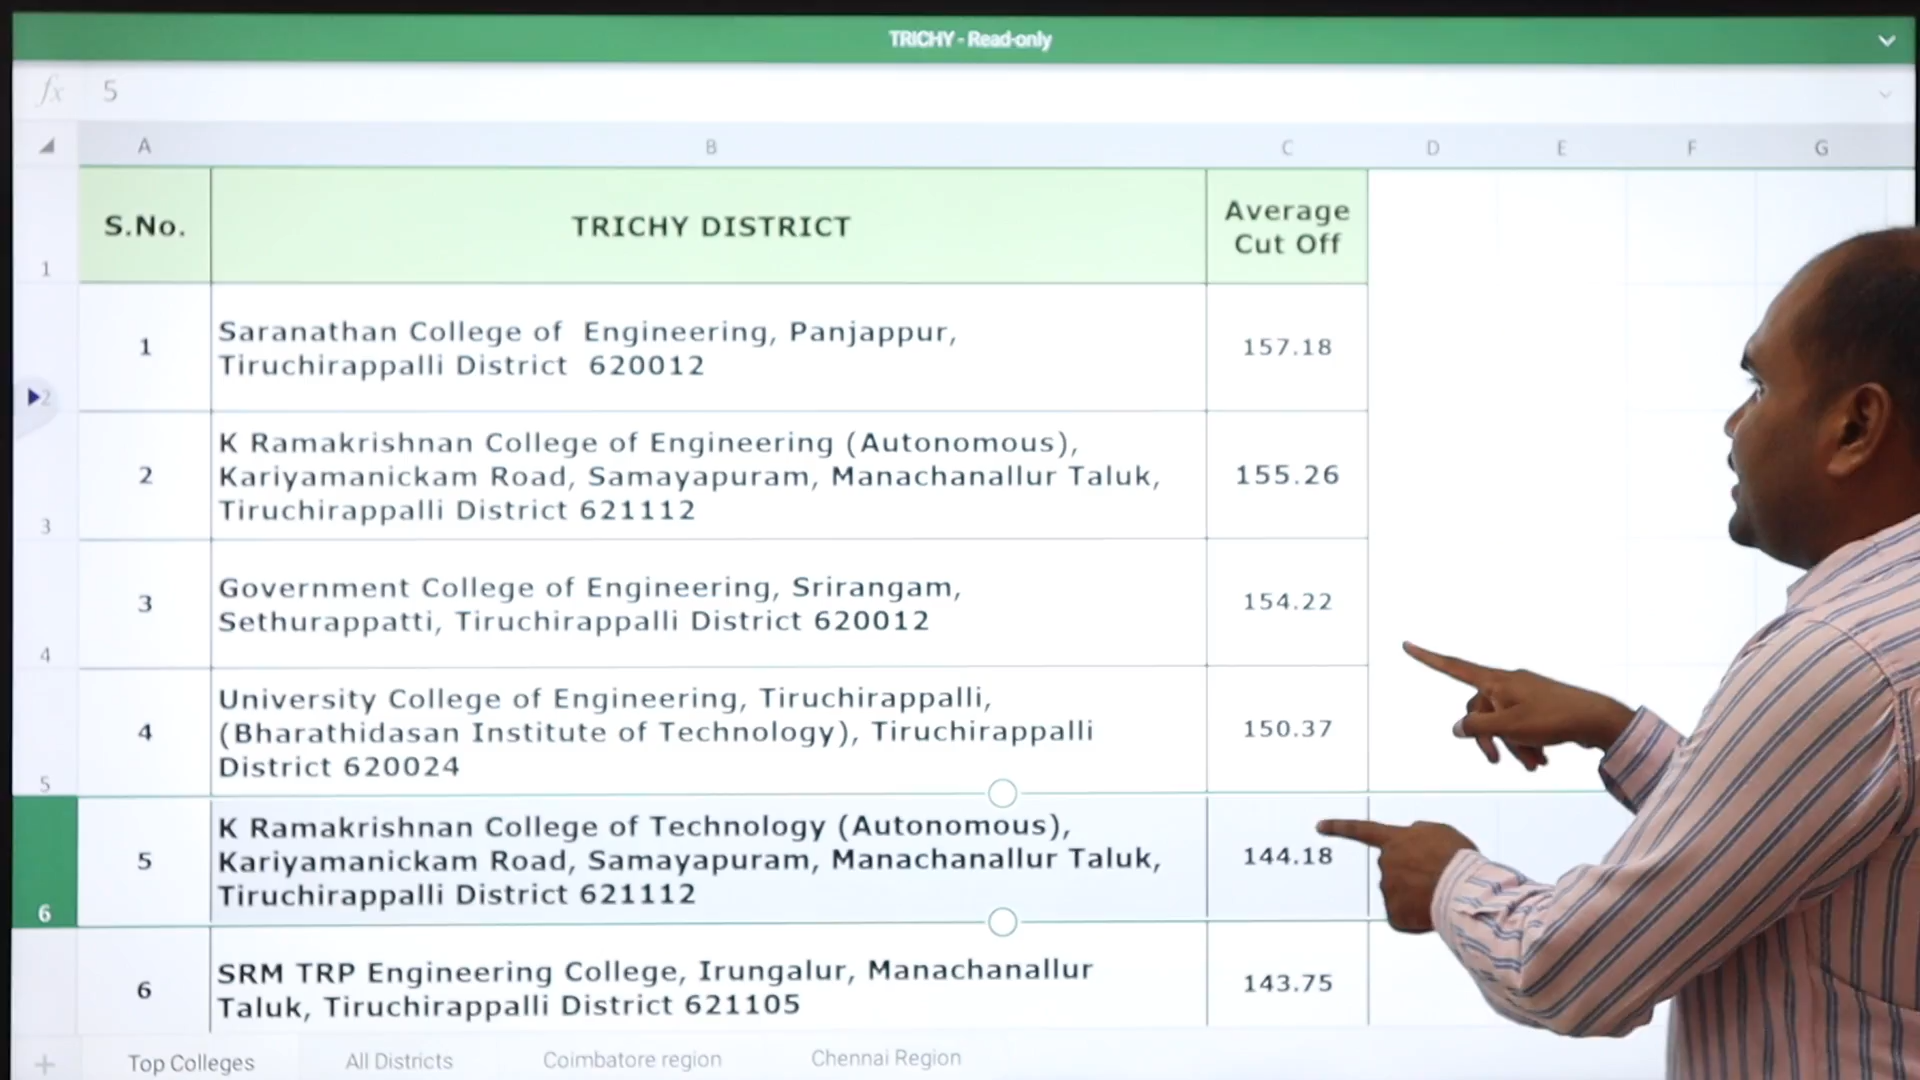 TRICHY - Read-only
fx 5
A B C D E F G
1 S.No. TRICHY DISTRICT Average
Cut Off
2 1 Saranathan College of Engineering, Panjappur,
Tiruchirappalli District 620012 157.18
3 2 K Ramakrishnan College of Engineering (Autonomous),
Kariyamanickam Road, Samayapuram, Manachanallur Taluk,
Tiruchirappalli District 621112 155.26
4 3 Government College of Engineering, Srirangam,
Sethurappatti, Tiruchirappalli District 620012 154.22
5 4 University College of Engineering, Tiruchirappalli,
(Bharathidasan Institute of Technology), Tiruchirappalli
District 620024 150.37
6 5 K Ramakrishnan College of Technology (Autonomous),
Kariyamanickam Road, Samayapuram, Manachanallur Taluk,
Tiruchirappalli District 621112 144.18
6 SRM TRP Engineering College, Irungalur, Manachanallur
Taluk, Tiruchirappalli District 621105 143.75
+ Top Colleges All Districts Coimbatore region Chennai Region